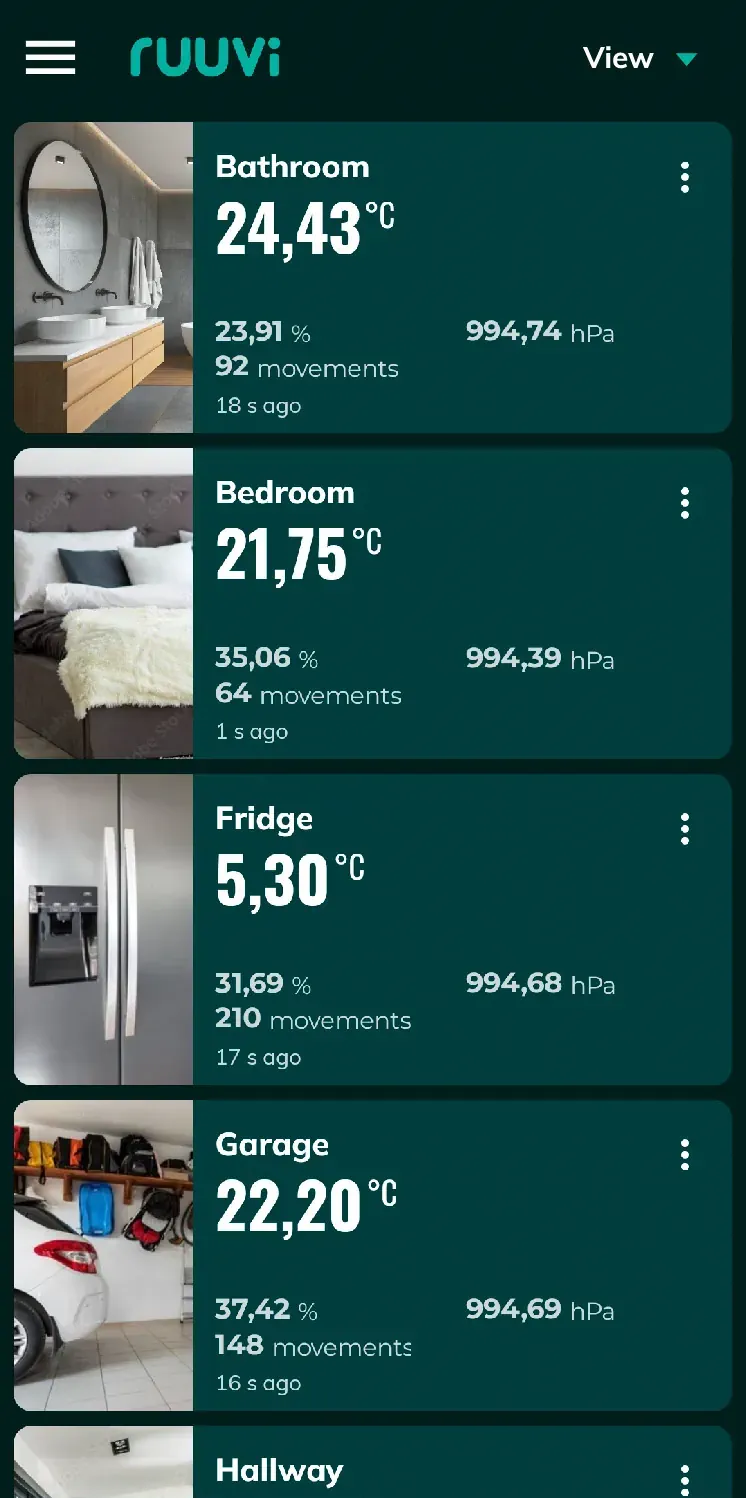 ruuvi
View
Bathroom
24,43 °C
23,91 % 994,74 hPa
92 movements
18 s ago
Bedroom
21,75 °C
35,06 % 994,39 hPa
64 movements
1 s ago
Fridge
5,30 °C
31,69 % 994,68 hPa
210 movements
17 s ago
Garage
22,20 °C
37,42 % 994,69 hPa
148 movements
16 s ago
Hallway